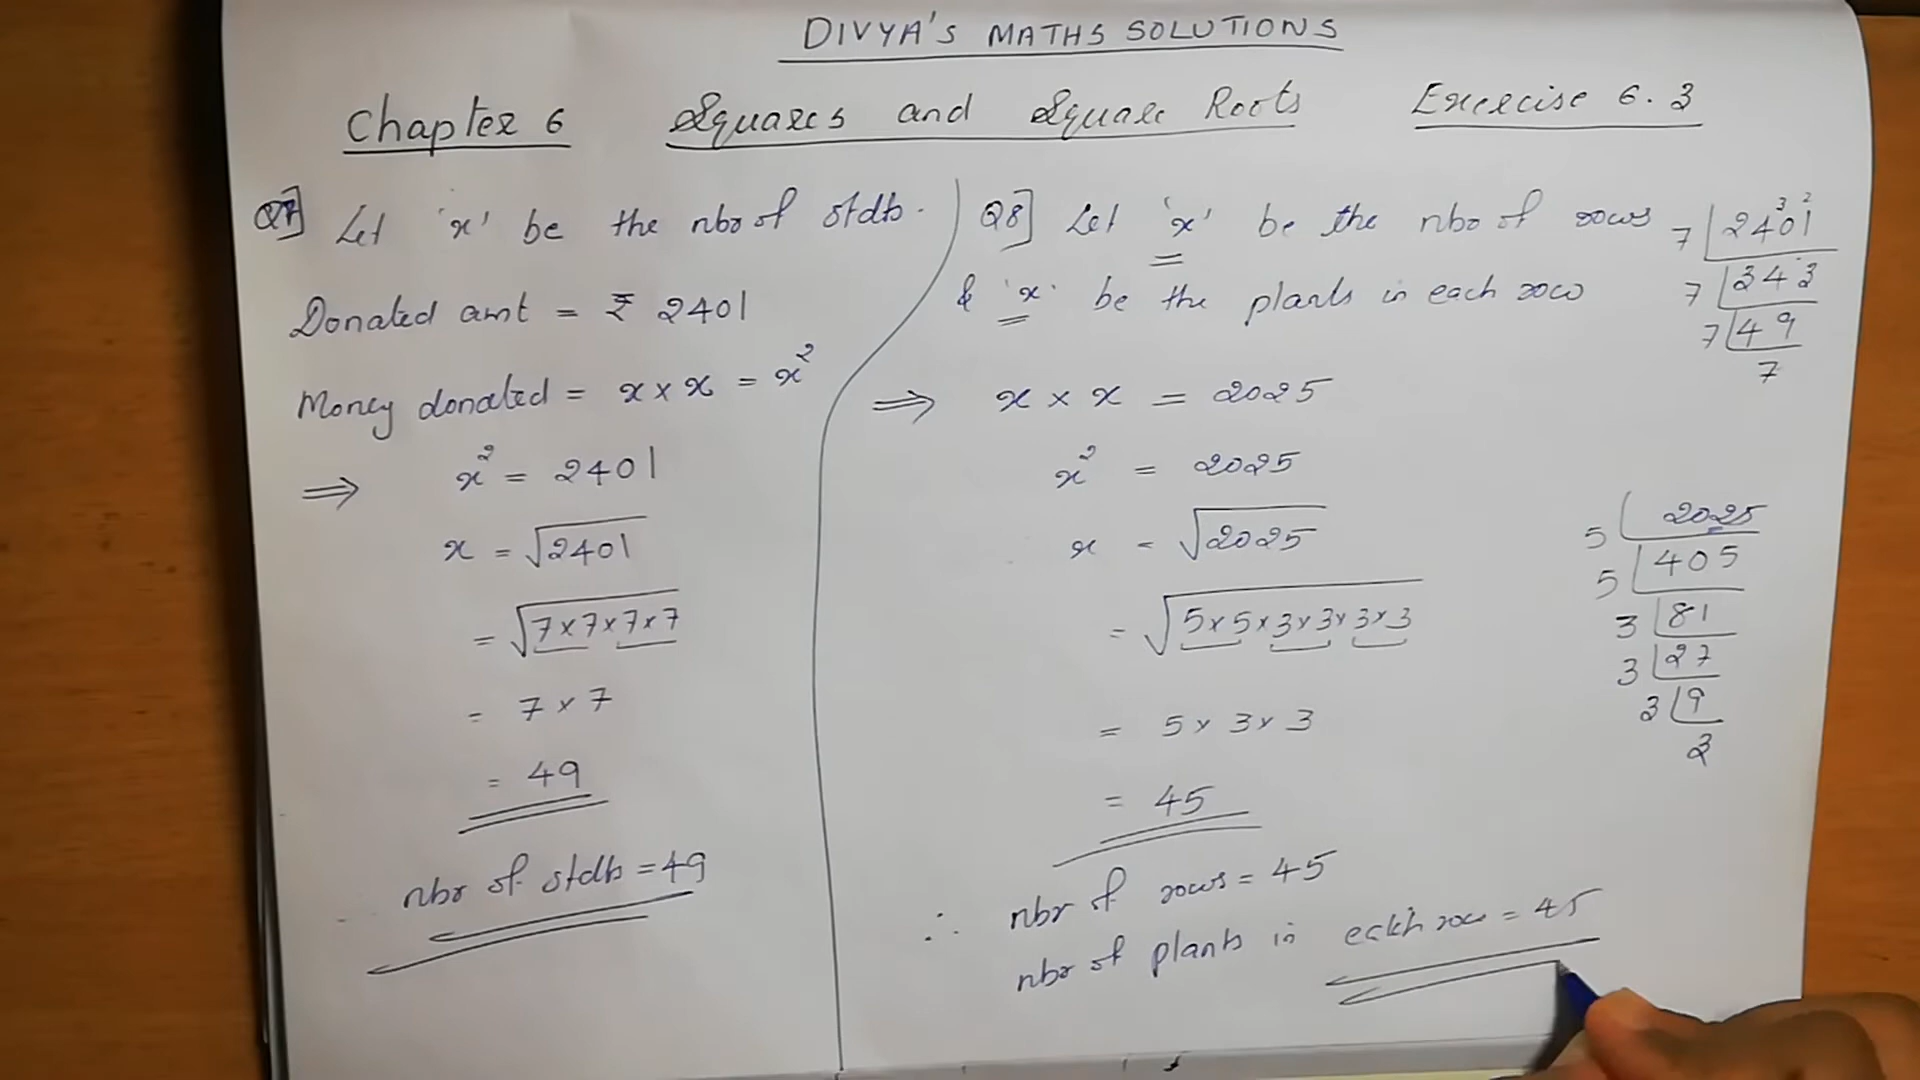 DIVYA'S MATHS SOLUTIONS
Chapter 6 Squares and Square Roots Exercise 6.3
Q7] Let 'x' be the nbr of stdts.
Donated amt = ₹ 2401
Money donated = x × x = x²
⇒ x² = 2401
x = √2401
= √7×7×7×7
= 7 × 7
= 49
nbr of stdts = 49
Q8] Let 'x' be the nbr of rows
& 'x' be the plants in each row
⇒ x × x = 2025
x² = 2025
x = √2025
= √5×5×3×3×3×3
= 5 × 3 × 3
= 45
∴ nbr of rows = 45
nbr of plants in each row = 45
3 2
7 2401
7 343
7 49
7
5 2025
5 405
3 81
3 27
3 9
3